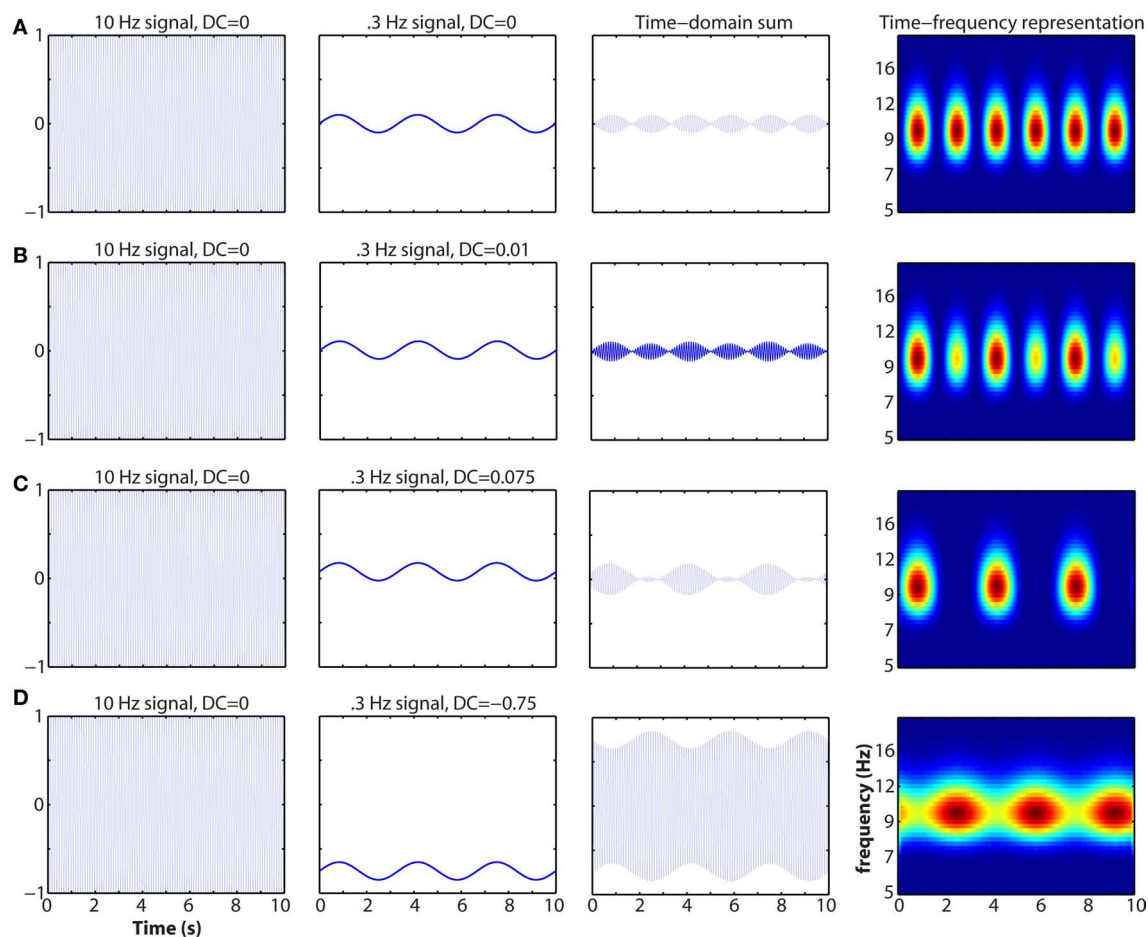 A
10 Hz signal, DC=0
.3 Hz signal, DC=0
Time−domain sum
Time−frequency representation
1
0
−1
16
12
9
7
5
B
10 Hz signal, DC=0
.3 Hz signal, DC=0.01
1
0
−1
16
12
9
7
5
C
10 Hz signal, DC=0
.3 Hz signal, DC=0.075
1
0
−1
16
12
9
7
5
D
10 Hz signal, DC=0
.3 Hz signal, DC=−0.75
1
0
−1
frequency (Hz)
16
12
9
7
5
0 2 4 6 8 10
0 2 4 6 8 10
0 2 4 6 8 10
0 2 4 6 8 10
Time (s)